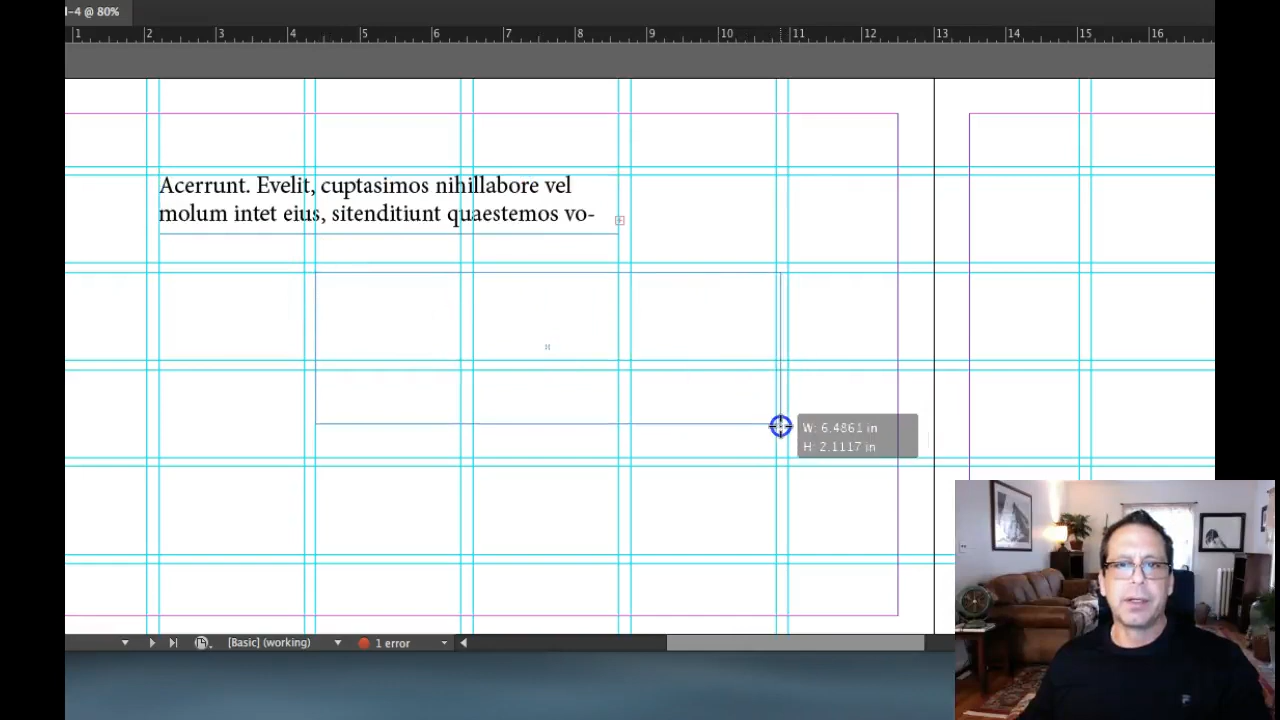 I-4 @ 80%
1 2 3 4 5 6 7 8 9 10 11 12 13 14 15 16
Acerrunt. Evelit, cuptasimos nihillabore vel
molum intet eius, sitenditiunt quaestemos vo-
W: 6.4861 in
H: 2.1117 in
[Basic] (working)
1 error